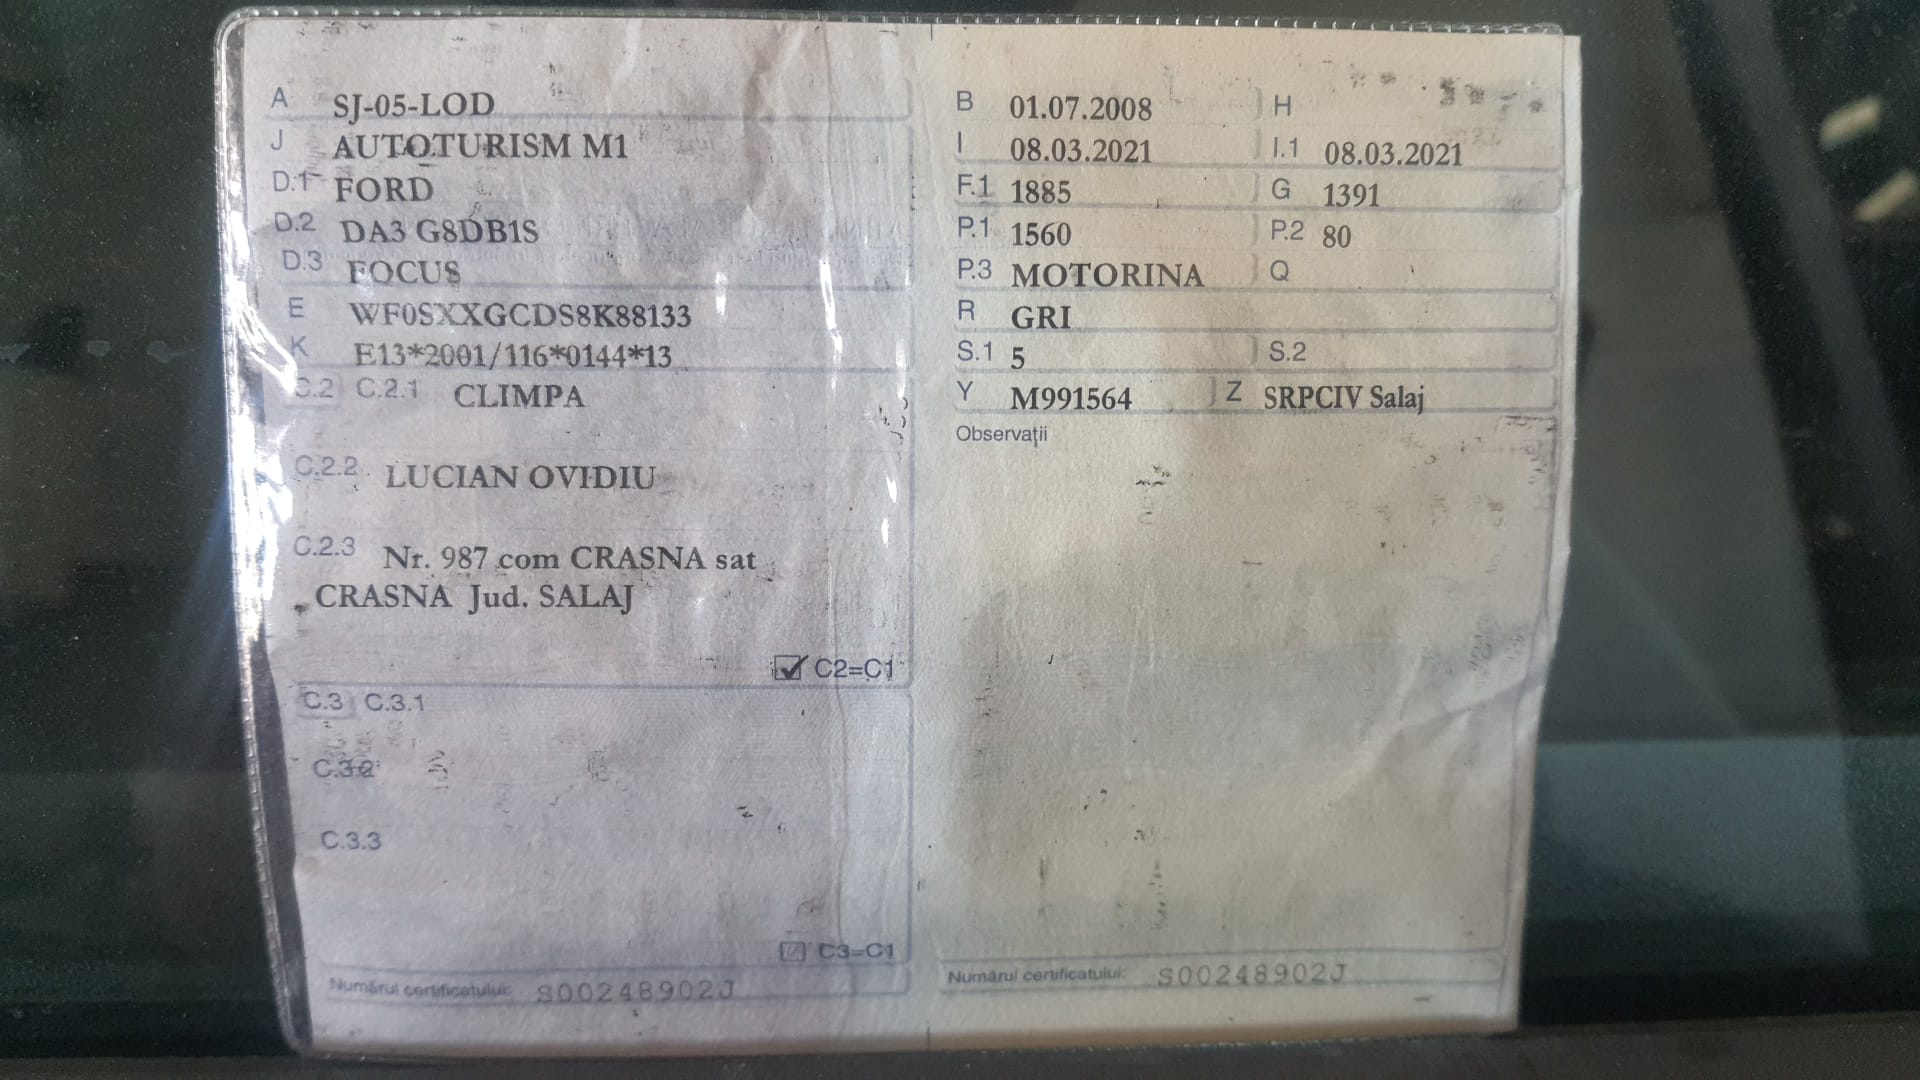 A SJ-05-LOD
J AUTOTURISM M1
D.1 FORD
D.2 DA3 G8DB1S
D.3 FOCUS
E WF0SXXGCDS8K88133
K E13*2001/116*0144*13
C.2 C.2.1 CLIMPA
C.2.2 LUCIAN OVIDIU
C.2.3 Nr. 987 com CRASNA sat
CRASNA Jud. SALAJ
C2=C1
C.3 C.3.1
C.3.2
C.3.3
C3=C1
Numărul certificatului: S00248902J
B 01.07.2008 H
I 08.03.2021 I.1 08.03.2021
F.1 1885 G 1391
P.1 1560 P.2 80
P.3 MOTORINA Q
R GRI
S.1 5 S.2
Y M991564 Z SRPCIV Salaj
Observaţii
Numărul certificatului: S00248902J